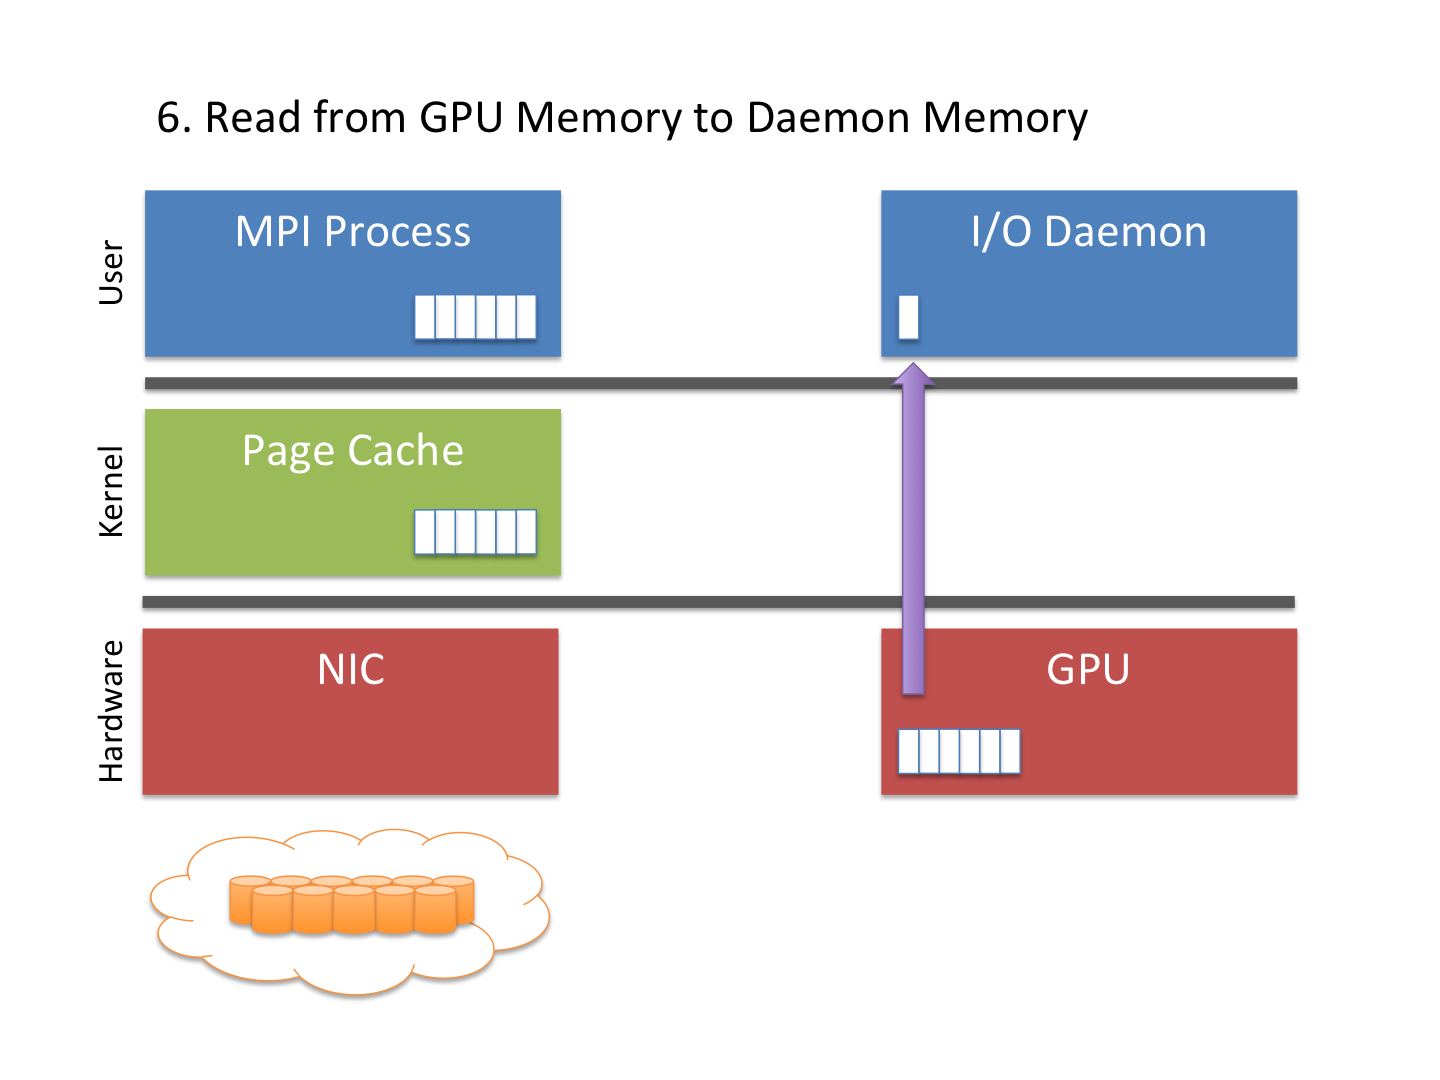 6. Read from GPU Memory to Daemon Memory
User
MPI Process
I/O Daemon
Kernel
Page Cache
Hardware
NIC
GPU